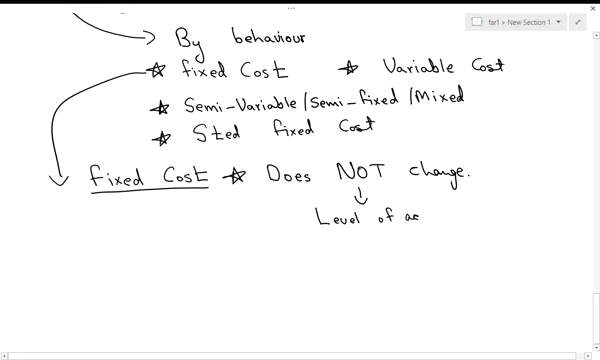 far1 > New Section 1
By behaviour
fixed Cost Variable Cost
Semi-Variable/Semi-fixed/Mixed
Sted fixed Cost
fixed Cost Does NOT change.
Level of ac